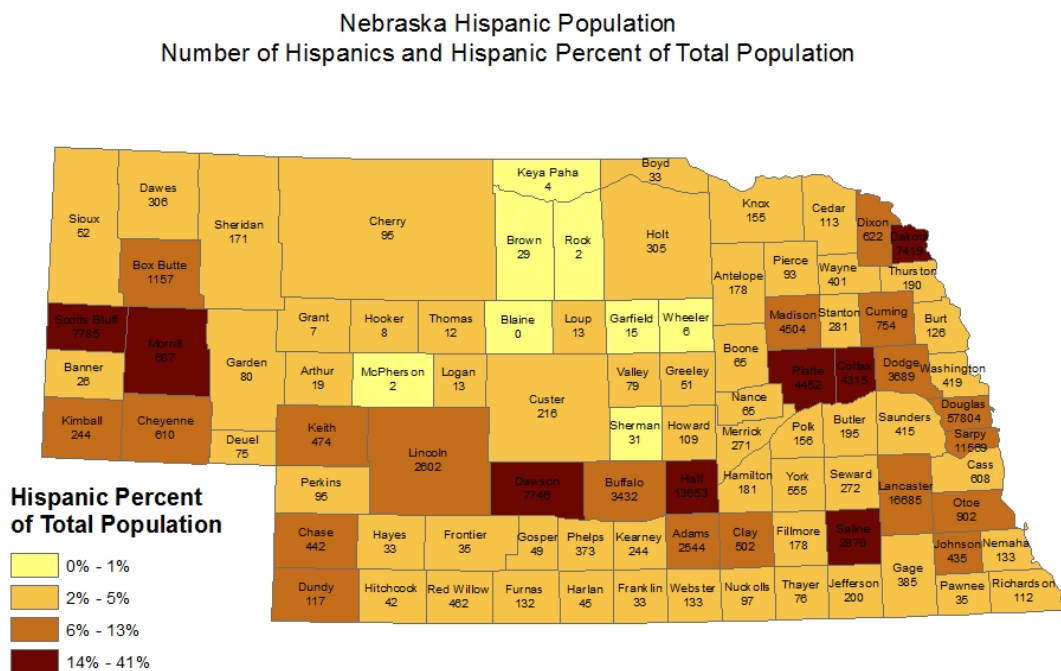 Nebraska Hispanic Population
Number of Hispanics and Hispanic Percent of Total Population
Sioux
52
Dawes
306
Sheridan
171
Cherry
95
Keya Paha
4
Boyd
33
Knox
155
Cedar
113
Dixon
622
Dakota
7419
Box Butte
1157
Brown
29
Rock
2
Holt
305
Antelope
178
Pierce
93
Wayne
401
Thurston
190
Scotts Bluff
7785
Morrill
687
Garden
80
Grant
7
Hooker
8
Thomas
12
Blaine
0
Loup
13
Garfield
15
Wheeler
6
Madison
4504
Stanton
281
Cuming
754
Burt
126
Banner
26
Arthur
19
McPherson
2
Logan
13
Custer
216
Valley
79
Greeley
51
Boone
65
Platte
4452
Colfax
4315
Dodge
3689
Washington
419
Kimball
244
Cheyenne
610
Deuel
75
Keith
474
Lincoln
2602
Sherman
31
Howard
109
Nance
65
Merrick
271
Polk
156
Butler
195
Saunders
415
Douglas
57804
Sarpy
11569
Perkins
95
Dawson
7746
Buffalo
3432
Hall
13653
Hamilton
181
York
555
Seward
272
Lancaster
16685
Cass
608
Otoe
902
Chase
442
Hayes
33
Frontier
35
Gosper
49
Phelps
373
Kearney
244
Adams
2544
Clay
502
Fillmore
178
Saline
2870
Johnson
435
Nemaha
133
Dundy
117
Hitchcock
42
Red Willow
462
Furnas
132
Harlan
45
Franklin
33
Webster
133
Nuckolls
97
Thayer
76
Jefferson
200
Gage
385
Pawnee
35
Richardson
112
Hispanic Percent
of Total Population
0% - 1%
2% - 5%
6% - 13%
14% - 41%